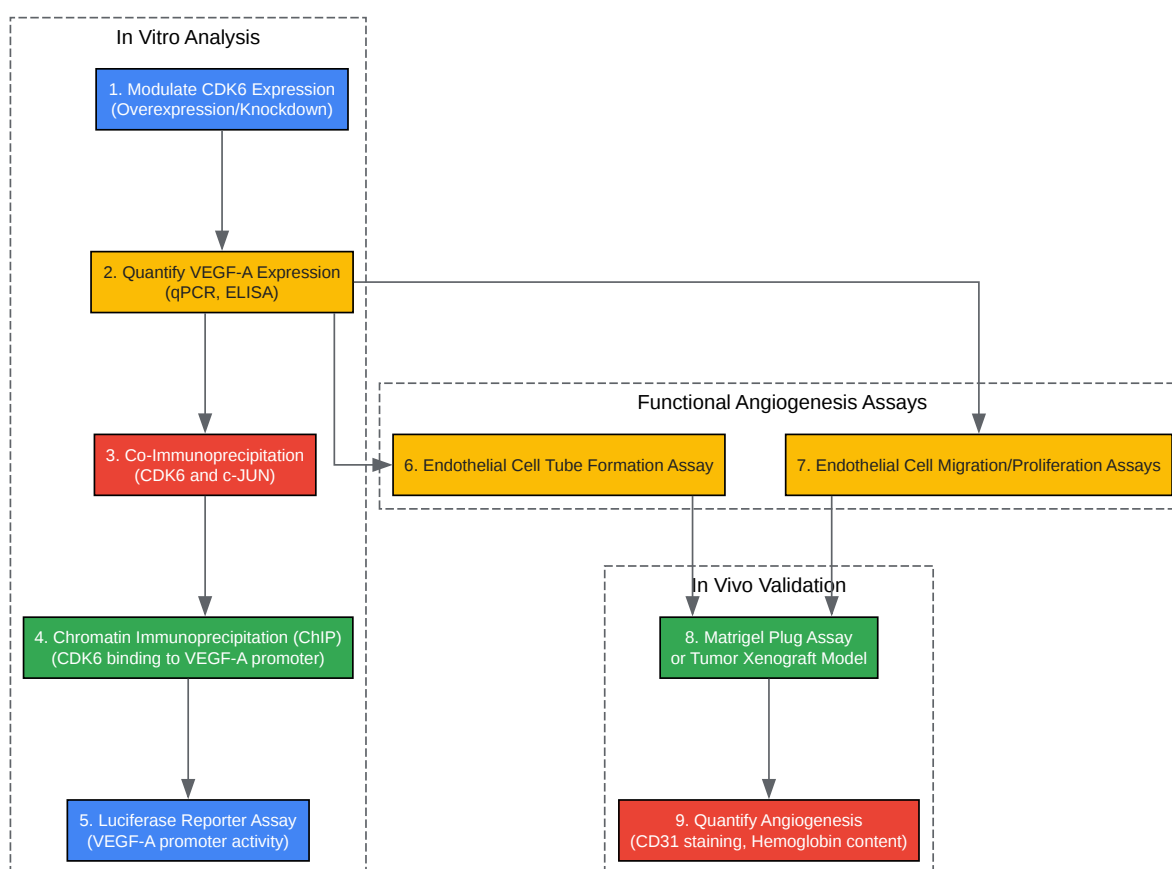 In Vitro Analysis
1. Modulate CDK6 Expression
(Overexpression/Knockdown)
2. Quantify VEGF-A Expression
(qPCR, ELISA)
3. Co-Immunoprecipitation
(CDK6 and c-JUN)
4. Chromatin Immunoprecipitation (ChIP)
(CDK6 binding to VEGF-A promoter)
5. Luciferase Reporter Assay
(VEGF-A promoter activity)
Functional Angiogenesis Assays
6. Endothelial Cell Tube Formation Assay
7. Endothelial Cell Migration/Proliferation Assays
In Vivo Validation
8. Matrigel Plug Assay
or Tumor Xenograft Model
9. Quantify Angiogenesis
(CD31 staining, Hemoglobin content)